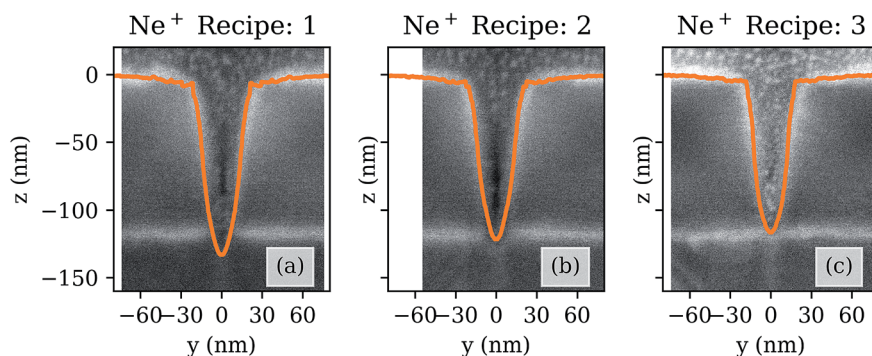 Ne⁺ Recipe: 1
Ne⁺ Recipe: 2
Ne⁺ Recipe: 3
0
−50
−100
−150
z (nm)
z (nm)
z (nm)
(a)
(b)
(c)
−60 −30 0 30 60
−60 −30 0 30 60
−60 −30 0 30 60
y (nm)
y (nm)
y (nm)